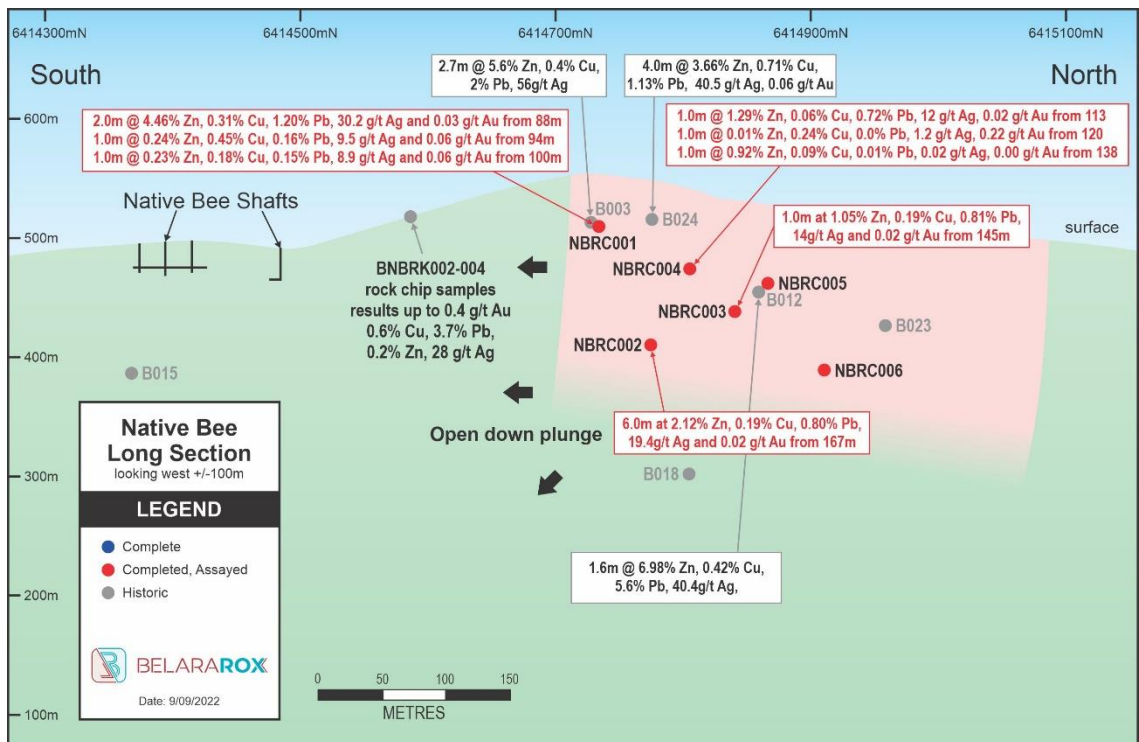 6414300mN
6414500mN
6414700mN
6414900mN
6415100mN
South
North
2.7m @ 5.6% Zn, 0.4% Cu,
2% Pb, 56g/t Ag
4.0m @ 3.66% Zn, 0.71% Cu,
1.13% Pb, 40.5 g/t Ag, 0.06 g/t Au
600m
2.0m @ 4.46% Zn, 0.31% Cu, 1.20% Pb, 30.2 g/t Ag and 0.03 g/t Au from 88m
1.0m @ 0.24% Zn, 0.45% Cu, 0.16% Pb, 9.5 g/t Ag and 0.06 g/t Au from 94m
1.0m @ 0.23% Zn, 0.18% Cu, 0.15% Pb, 8.9 g/t Ag and 0.06 g/t Au from 100m
1.0m @ 1.29% Zn, 0.06% Cu, 0.72% Pb, 12 g/t Ag, 0.02 g/t Au from 113
1.0m @ 0.01% Zn, 0.24% Cu, 0.0% Pb, 1.2 g/t Ag, 0.22 g/t Au from 120
1.0m @ 0.92% Zn, 0.09% Cu, 0.01% Pb, 0.02 g/t Ag, 0.00 g/t Au from 138
Native Bee Shafts
B003
B024
1.0m at 1.05% Zn, 0.19% Cu, 0.81% Pb,
14g/t Ag and 0.02 g/t Au from 145m
surface
500m
NBRC001
NBRC004
BNBRK002-004
rock chip samples
results up to 0.4 g/t Au
0.6% Cu, 3.7% Pb,
0.2% Zn, 28 g/t Ag
NBRC005
B012
NBRC003
B023
NBRC002
400m
B015
NBRC006
Open down plunge
6.0m at 2.12% Zn, 0.19% Cu, 0.80% Pb,
19.4g/t Ag and 0.02 g/t Au from 167m
300m
B018
Native Bee
Long Section
looking west +/-100m
LEGEND
Complete
Completed, Assayed
Historic
1.6m @ 6.98% Zn, 0.42% Cu,
5.6% Pb, 40.4g/t Ag,
200m
BELARAROX
Date: 9/09/2022
0
50
100
150
METRES
100m